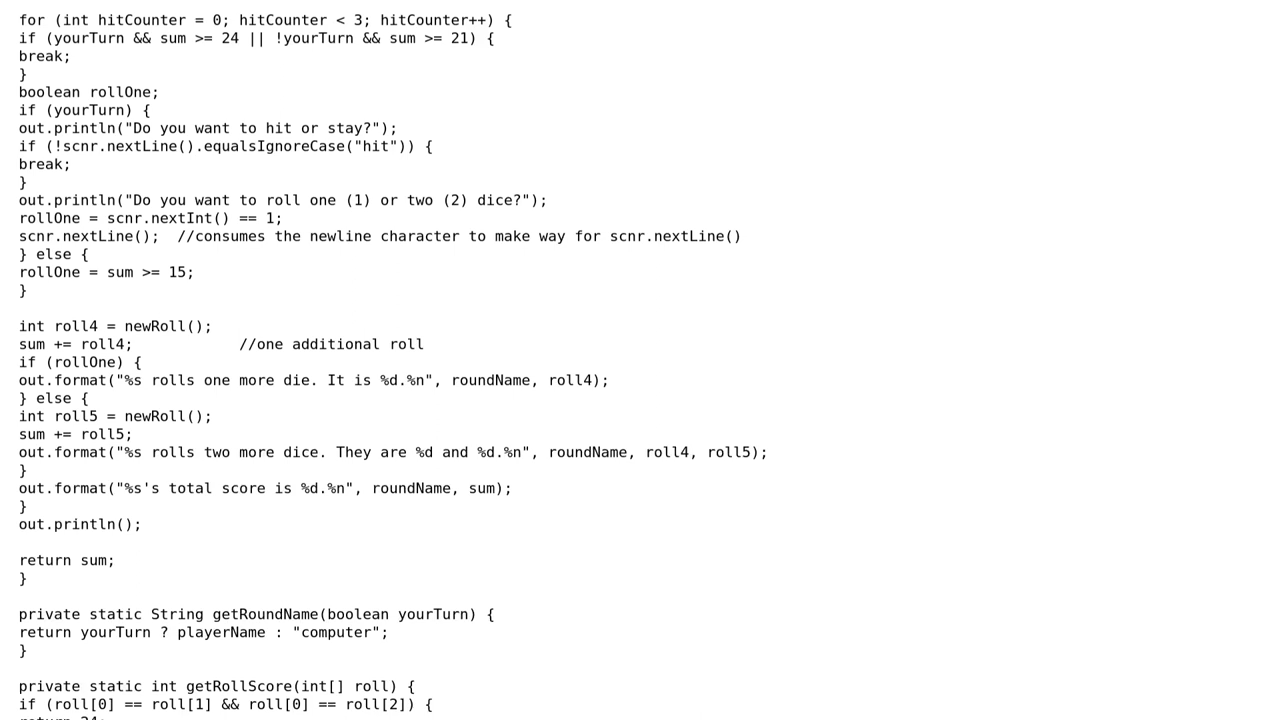 for (int hitCounter = 0; hitCounter < 3; hitCounter++) {
if (yourTurn && sum >= 24 || !yourTurn && sum >= 21) {
break;
}
boolean rollOne;
if (yourTurn) {
out.println("Do you want to hit or stay?");
if (!scnr.nextLine().equalsIgnoreCase("hit")) {
break;
}
out.println("Do you want to roll one (1) or two (2) dice?");
rollOne = scnr.nextInt() == 1;
scnr.nextLine();  //consumes the newline character to make way for scnr.nextLine()
} else {
rollOne = sum >= 15;
}

int roll4 = newRoll();
sum += roll4;            //one additional roll
if (rollOne) {
out.format("%s rolls one more die. It is %d.%n", roundName, roll4);
} else {
int roll5 = newRoll();
sum += roll5;
out.format("%s rolls two more dice. They are %d and %d.%n", roundName, roll4, roll5);
}
out.format("%s's total score is %d.%n", roundName, sum);
}
out.println();

return sum;
}

private static String getRoundName(boolean yourTurn) {
return yourTurn ? playerName : "computer";
}

private static int getRollScore(int[] roll) {
if (roll[0] == roll[1] && roll[0] == roll[2]) {
return 24;